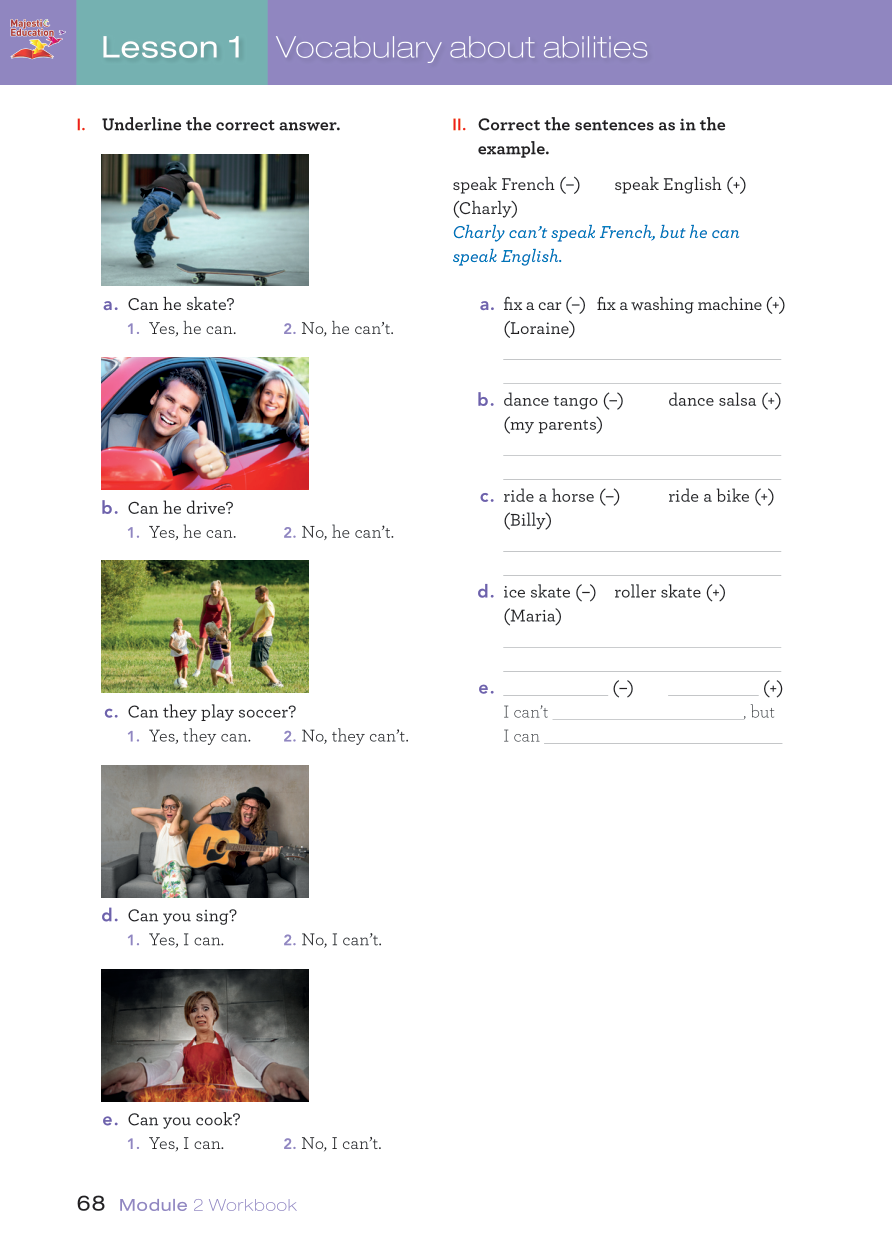 Majestic
Education
Lesson 1 Vocabulary about abilities
I. Underline the correct answer.
a. Can he skate?
1. Yes, he can. 2. No, he can't.
b. Can he drive?
1. Yes, he can. 2. No, he can't.
c. Can they play soccer?
1. Yes, they can. 2. No, they can't.
d. Can you sing?
1. Yes, I can. 2. No, I can't.
e. Can you cook?
1. Yes, I can. 2. No, I can't.
II. Correct the sentences as in the
example.
speak French (–) speak English (+)
(Charly)
Charly can't speak French, but he can
speak English.
a. fix a car (–) fix a washing machine (+)
(Loraine)
b. dance tango (–) dance salsa (+)
(my parents)
c. ride a horse (–) ride a bike (+)
(Billy)
d. ice skate (–) roller skate (+)
(Maria)
e. ____________ (–) ____________ (+)
I can't ____________, but
I can ____________
68 Module 2 Workbook